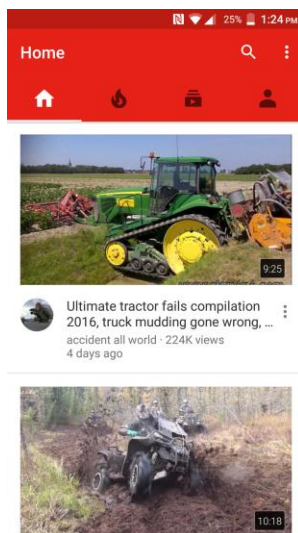 25% 1:24 PM
Home
9:25
Ultimate tractor fails compilation
2016, truck mudding gone wrong, ...
accident all world · 224K views
4 days ago
10:18